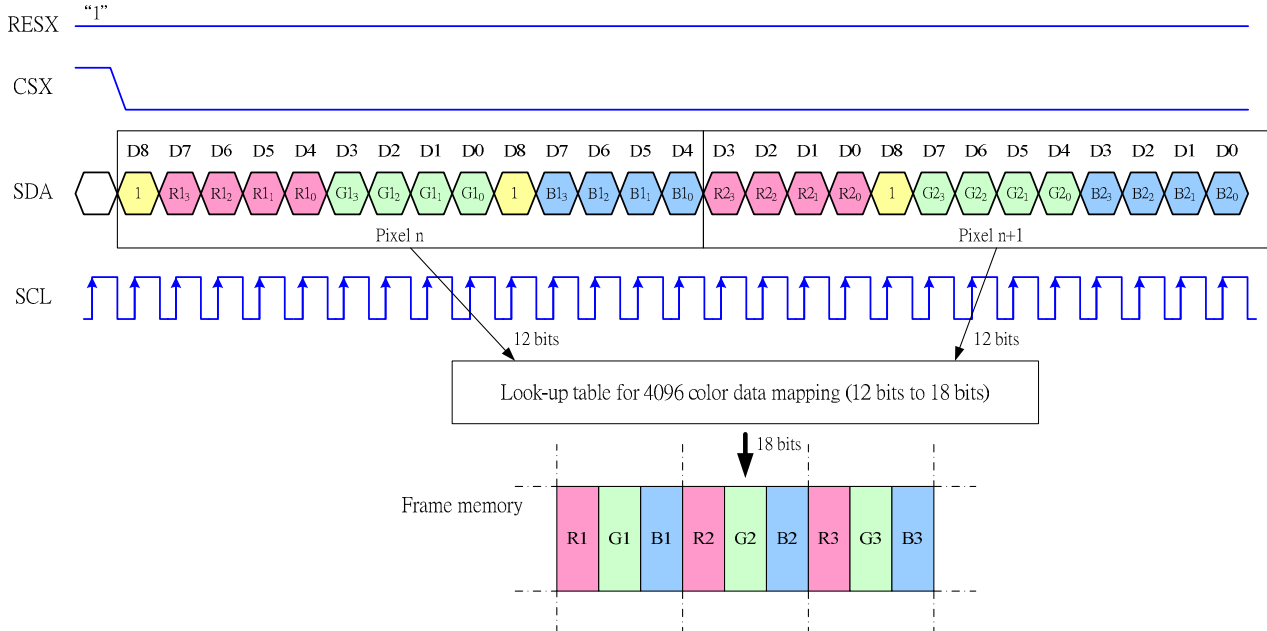 RESX “1”
CSX
D8 D7 D6 D5 D4 D3 D2 D1 D0 D8 D7 D6 D5 D4 D3 D2 D1 D0 D8 D7 D6 D5 D4 D3 D2 D1 D0
SDA 1 R1₃ R1₂ R1₁ R1₀ G1₃ G1₂ G1₁ G1₀ 1 B1₃ B1₂ B1₁ B1₀ R2₃ R2₂ R2₁ R2₀ 1 G2₃ G2₂ G2₁ G2₀ B2₃ B2₂ B2₁ B2₀
Pixel n Pixel n+1
SCL
12 bits 12 bits
Look-up table for 4096 color data mapping (12 bits to 18 bits)
18 bits
Frame memory
R1 G1 B1 R2 G2 B2 R3 G3 B3